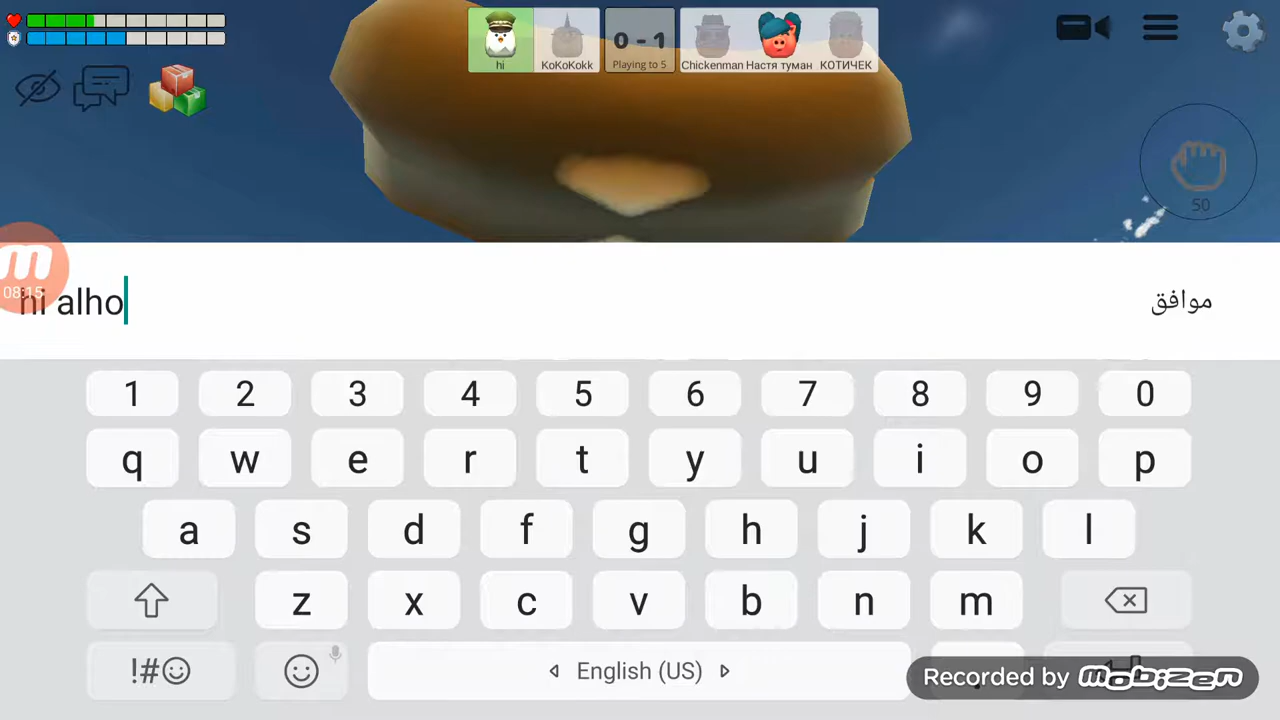 0 - 1
Playing to 5
hi
KoKoKokk
Chickenman
Настя туман
КОТИЧЕК
50
08:15
hi alho
موافق
1 2 3 4 5 6 7 8 9 0
q w e r t y u i o p
a s d f g h j k l
z x c v b n m
!#
English (US)
Recorded by mobizen